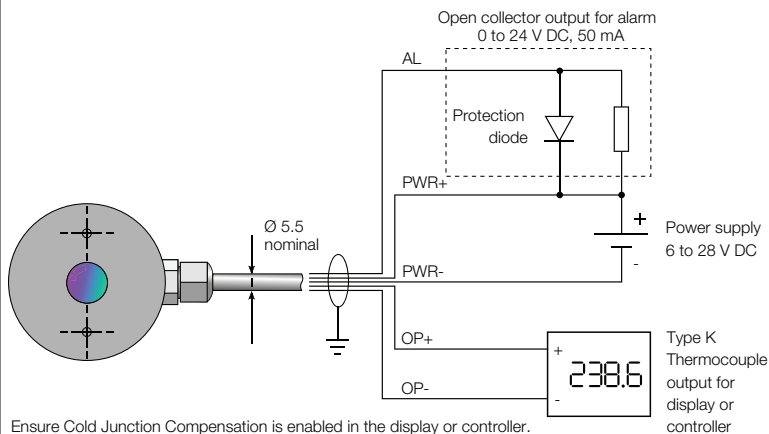 Open collector output for alarm
0 to 24 V DC, 50 mA
AL
Protection
diode
PWR+
Ø 5.5
nominal
+
Power supply
6 to 28 V DC
PWR-
-
OP+
+
238.6
Type K
Thermocouple
output for
display or
controller
OP-
-
Ensure Cold Junction Compensation is enabled in the display or controller.